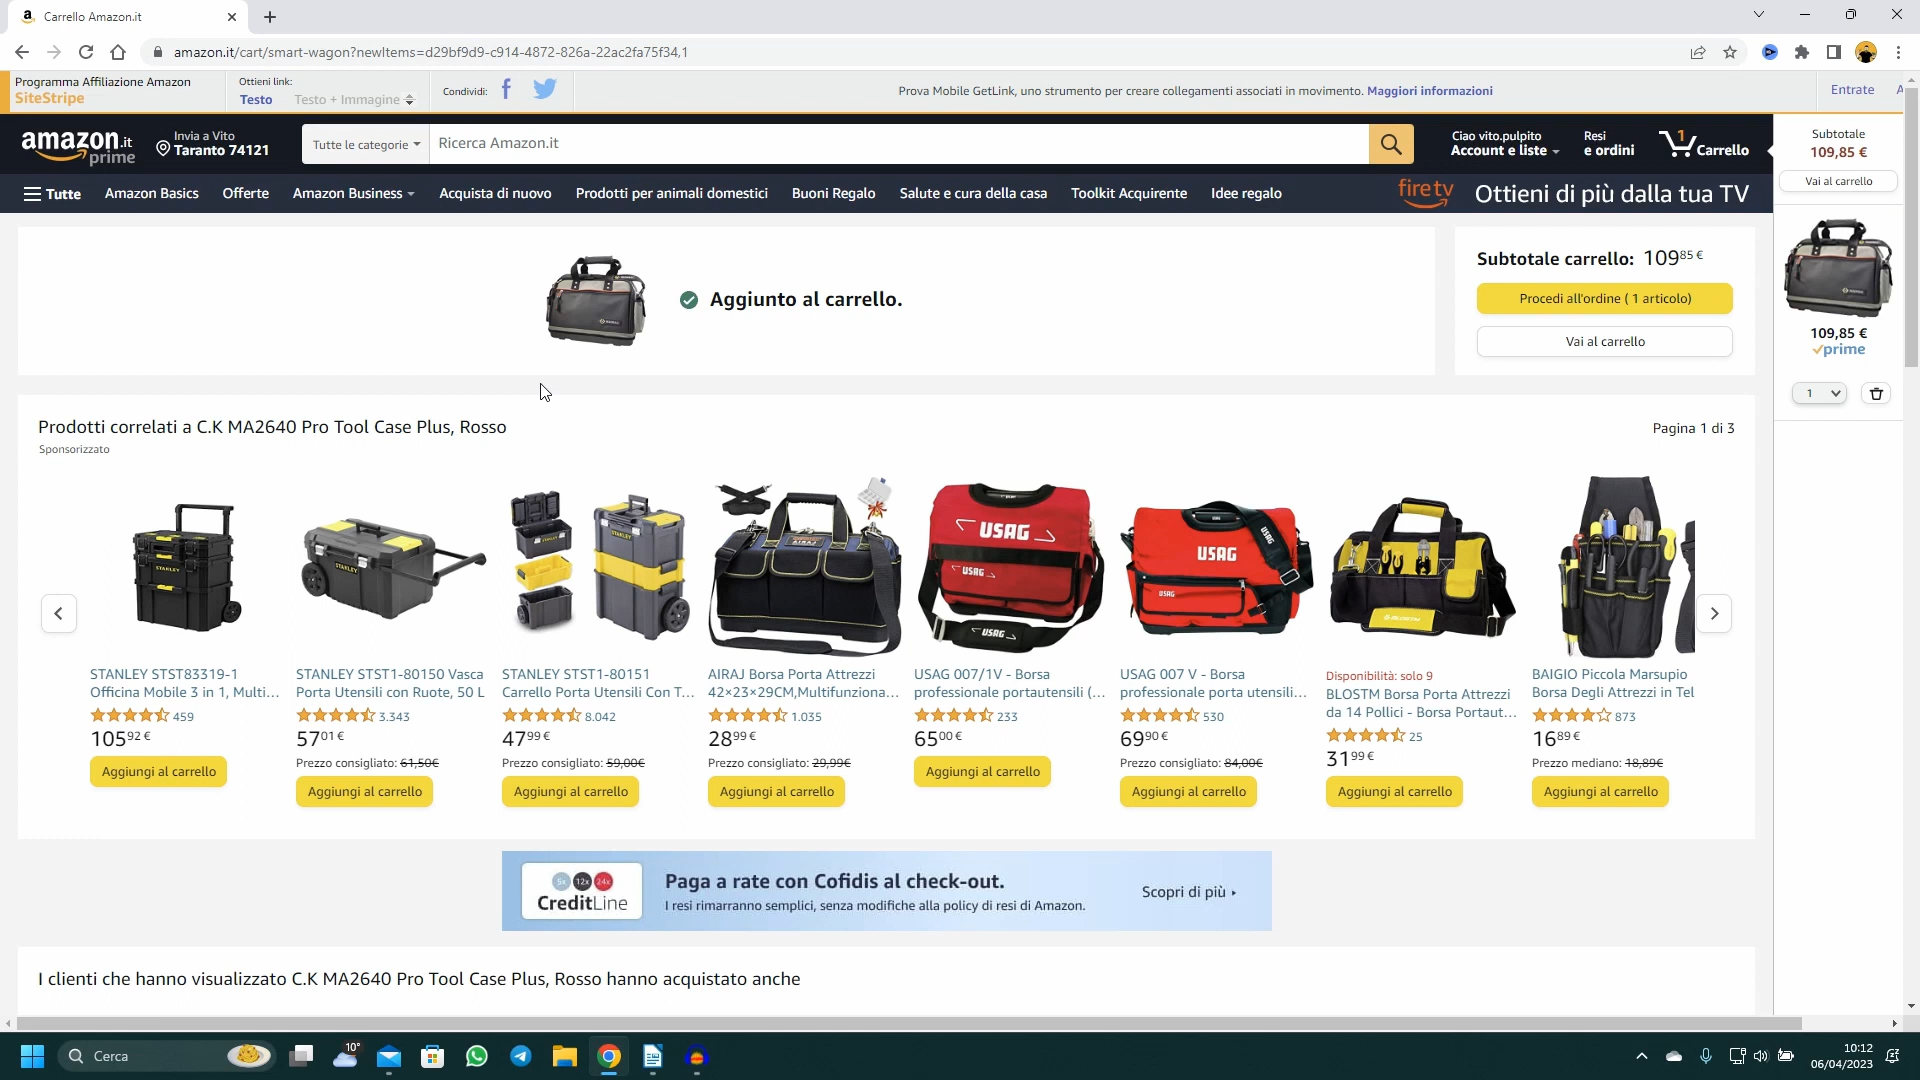 Carrello Amazon.it
amazon.it/cart/smart-wagon?newItems=d29bf9d9-c914-4872-826a-22ac2fa75f34,1
Programma Affiliazione Amazon
SiteStripe
Ottieni link:
Testo
Testo + Immagine
Condividi:
Prova Mobile GetLink, uno strumento per creare collegamenti associati in movimento. Maggiori informazioni
Entrate
A
amazon.it
prime
Invia a Vito
Taranto 74121
Tutte le categorie
Ricerca Amazon.it
Ciao vito.pulpito
Account e liste
Resi
e ordini
1
Carrello
Subtotale
109,85 €
Vai al carrello
Tutte
Amazon Basics
Offerte
Amazon Business
Acquista di nuovo
Prodotti per animali domestici
Buoni Regalo
Salute e cura della casa
Toolkit Acquirente
Idee regalo
fire tv
Ottieni di più dalla tua TV
Aggiunto al carrello.
Subtotale carrello: 109 85 €
Procedi all'ordine ( 1 articolo)
Vai al carrello
109,85 €
prime
1
Prodotti correlati a C.K MA2640 Pro Tool Case Plus, Rosso
Pagina 1 di 3
Sponsorizzato
STANLEY STST83319-1
Officina Mobile 3 in 1, Multi...
459
105 92 €
Aggiungi al carrello
STANLEY STST1-80150 Vasca
Porta Utensili con Ruote, 50 L
3.343
57 01 €
Prezzo consigliato: 61,50€
Aggiungi al carrello
STANLEY STST1-80151
Carrello Porta Utensili Con T...
8.042
47 99 €
Prezzo consigliato: 59,00€
Aggiungi al carrello
AIRAJ Borsa Porta Attrezzi
42×23×29CM,Multifunziona...
1.035
28 99 €
Prezzo consigliato: 29,99€
Aggiungi al carrello
USAG
USAG
USAG
USAG 007/1V - Borsa
professionale portautensili (...
233
65 00 €
Aggiungi al carrello
USAG
USAG
USAG 007 V - Borsa
professionale porta utensili...
530
69 90 €
Prezzo consigliato: 84,00€
Aggiungi al carrello
BLOSTM
Disponibilità: solo 9
BLOSTM Borsa Porta Attrezzi
da 14 Pollici - Borsa Portaut...
25
31 99 €
Aggiungi al carrello
BAIGIO Piccola Marsupio
Borsa Degli Attrezzi in Tel
873
16 89 €
Prezzo mediano: 18,89€
Aggiungi al carrello
5x 12x 24x
CreditLine
Paga a rate con Cofidis al check-out.
I resi rimarranno semplici, senza modifiche alla policy di resi di Amazon.
Scopri di più
I clienti che hanno visualizzato C.K MA2640 Pro Tool Case Plus, Rosso hanno acquistato anche
Cerca
10°
10:12
06/04/2023